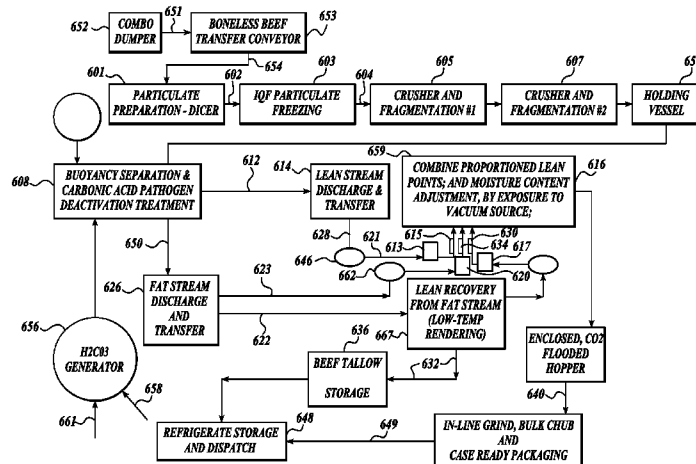 651
652
COMBO
DUMPER
BONELESS BEEF
TRANSFER CONVEYOR
653
654
601
PARTICULATE
PREPARATION - DICER
602
603
IQF PARTICULATE
FREEZING
604
605
CRUSHER AND
FRAGMENTATION #1
607
CRUSHER AND
FRAGMENTATION #2
HOLDING
VESSEL
608
BUOYANCY SEPARATION &
CARBONIC ACID PATHOGEN
DEACTIVATION TREATMENT
612
614
LEAN STREAM
DISCHARGE &
TRANSFER
659
COMBINE PROPORTIONED LEAN
POINTS; AND MOISTURE CONTENT
ADJUSTMENT, BY EXPOSURE TO
VACUUM SOURCE;
616
615
630
634
613
617
628
621
646
662
620
650
626
FAT STREAM
DISCHARGE
AND
TRANSFER
623
622
LEAN RECOVERY
FROM FAT STREAM
(LOW-TEMP
RENDERING)
667
656
H2C03
GENERATOR
661
658
636
BEEF TALLOW
STORAGE
632
ENCLOSED, CO2
FLOODED
HOPPER
640
REFRIGERATE STORAGE
AND DISPATCH
648
649
IN-LINE GRIND, BULK CHUB
AND
CASE READY PACKAGING